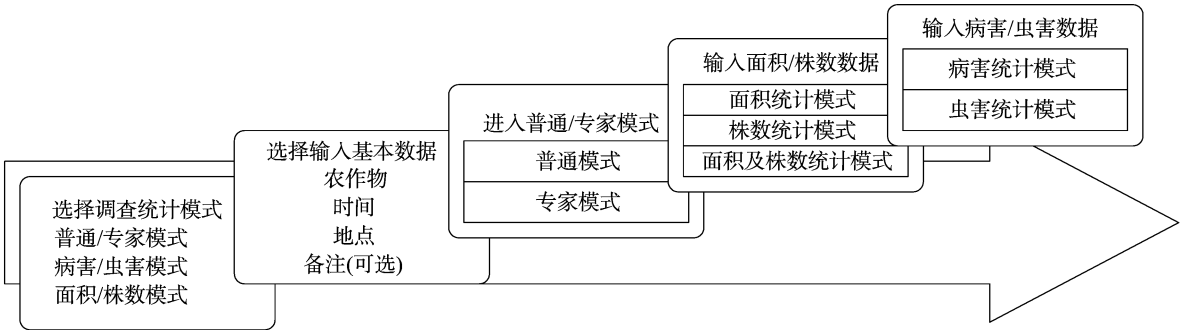 选择调查统计模式
普通/专家模式
病害/虫害模式
面积/株数模式
选择输入基本数据
农作物
时间
地点
备注(可选)
进入普通/专家模式
普通模式
专家模式
输入面积/株数数据
面积统计模式
株数统计模式
面积及株数统计模式
输入病害/虫害数据
病害统计模式
虫害统计模式